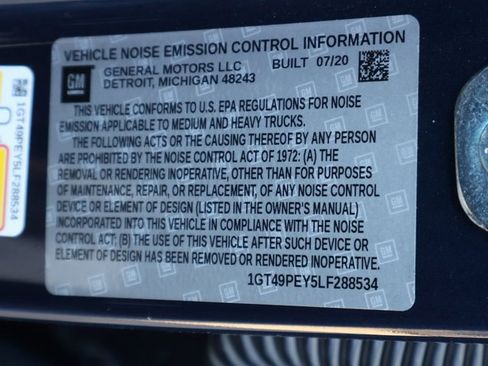 VEHICLE NOISE EMISSION CONTROL INFORMATION
GM
GENERAL MOTORS LLC BUILT 07/20
DETROIT, MICHIGAN 48243
THIS VEHICLE CONFORMS TO U.S. EPA REGULATIONS FOR NOISE
EMISSION APPLICABLE TO MEDIUM AND HEAVY TRUCKS.
THE FOLLOWING ACTS OR THE CAUSING THEREOF BY ANY PERSON
ARE PROHIBITED BY THE NOISE CONTROL ACT OF 1972: (A) THE
REMOVAL OR RENDERING INOPERATIVE, OTHER THAN FOR PURPOSES
OF MAINTENANCE, REPAIR, OR REPLACEMENT, OF ANY NOISE CONTROL
DEVICE OR ELEMENT OF DESIGN (LISTED IN THE OWNER'S MANUAL)
INCORPORATED INTO THIS VEHICLE IN COMPLIANCE WITH THE NOISE
CONTROL ACT; (B) THE USE OF THIS VEHICLE AFTER SUCH DEVICE OR
ELEMENT OF DESIGN HAS BEEN REMOVED OR RENDERED INOPERATIVE.
1GT49PEY5LF288534
1GT49PEY5LF288534